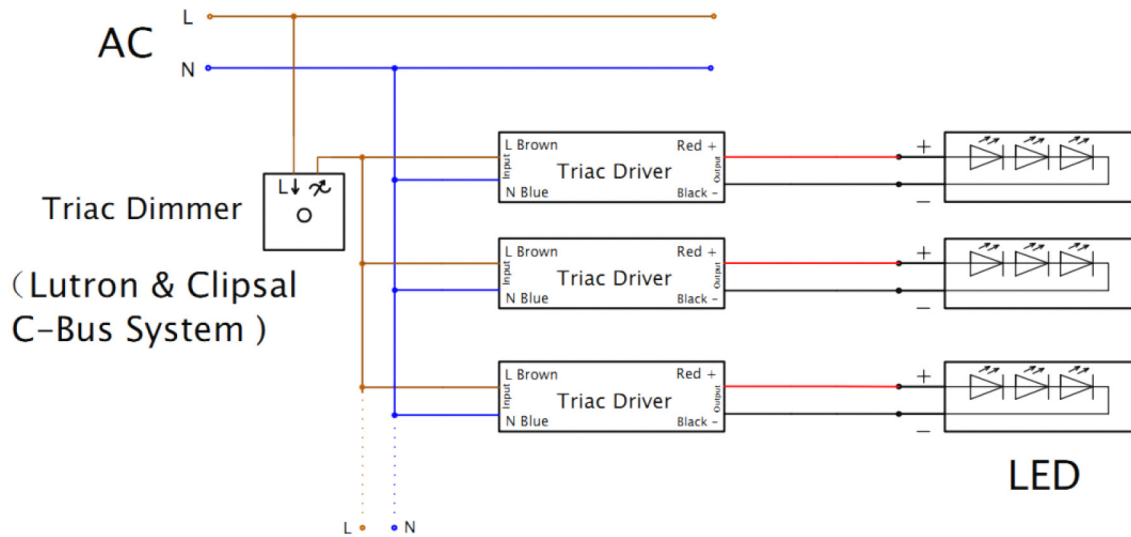 L
AC
N
L Brown
Input
N Blue
Triac Driver
Red +
Output
Black -
+
−
L
Triac Dimmer
（Lutron & Clipsal
C-Bus System )
L Brown
Input
N Blue
Triac Driver
Red +
Output
Black -
+
−
L Brown
Input
N Blue
Triac Driver
Red +
Output
Black -
+
−
LED
L
N